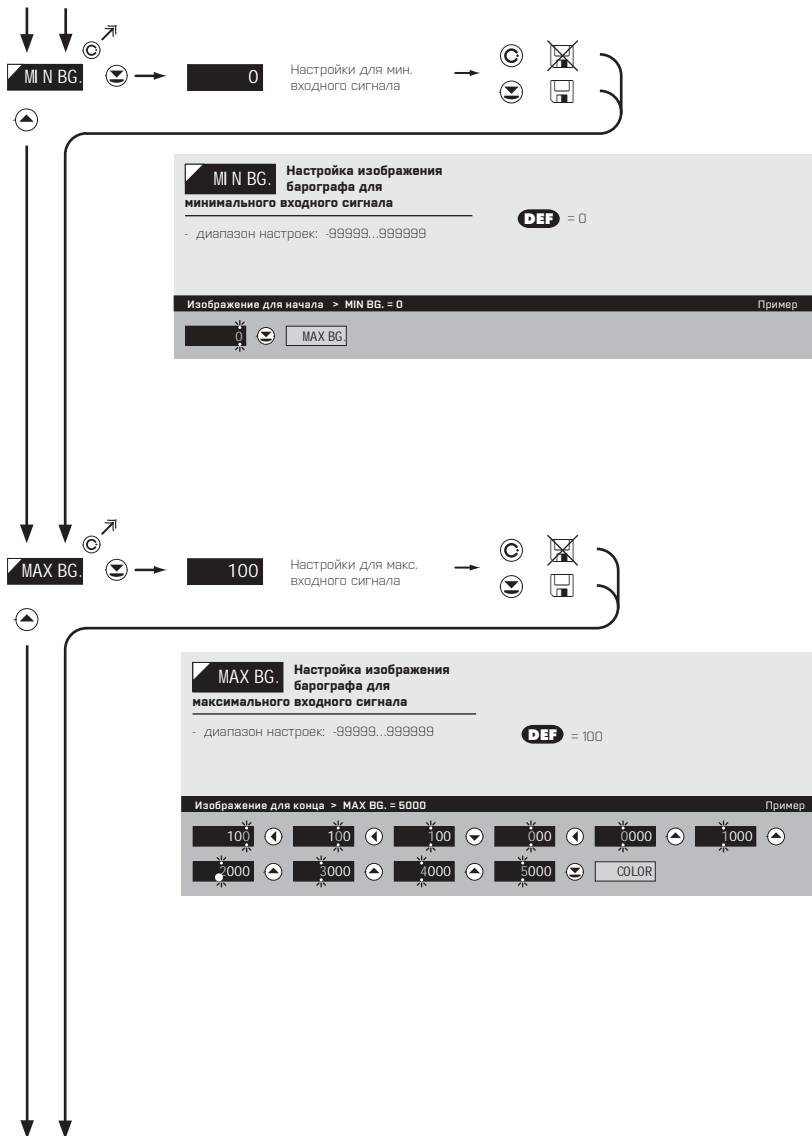 MIN BG.
0
Настройки для мин.
входного сигнала
MIN BG.
Настройка изображения
барографа для
минимального входного сигнала
- диапазон настроек: -99999...999999
DEF = 0
Изображение для начала > MIN BG. = 0 Пример
0 MAX BG.
MAX BG.
100
Настройки для макс.
входного сигнала
MAX BG.
Настройка изображения
барографа для
максимального входного сигнала
- диапазон настроек: -99999...999999
DEF = 100
Изображение для конца > MAX BG. = 5000 Пример
100 100 100 000 0000 1000
2000 3000 4000 5000 COLOR